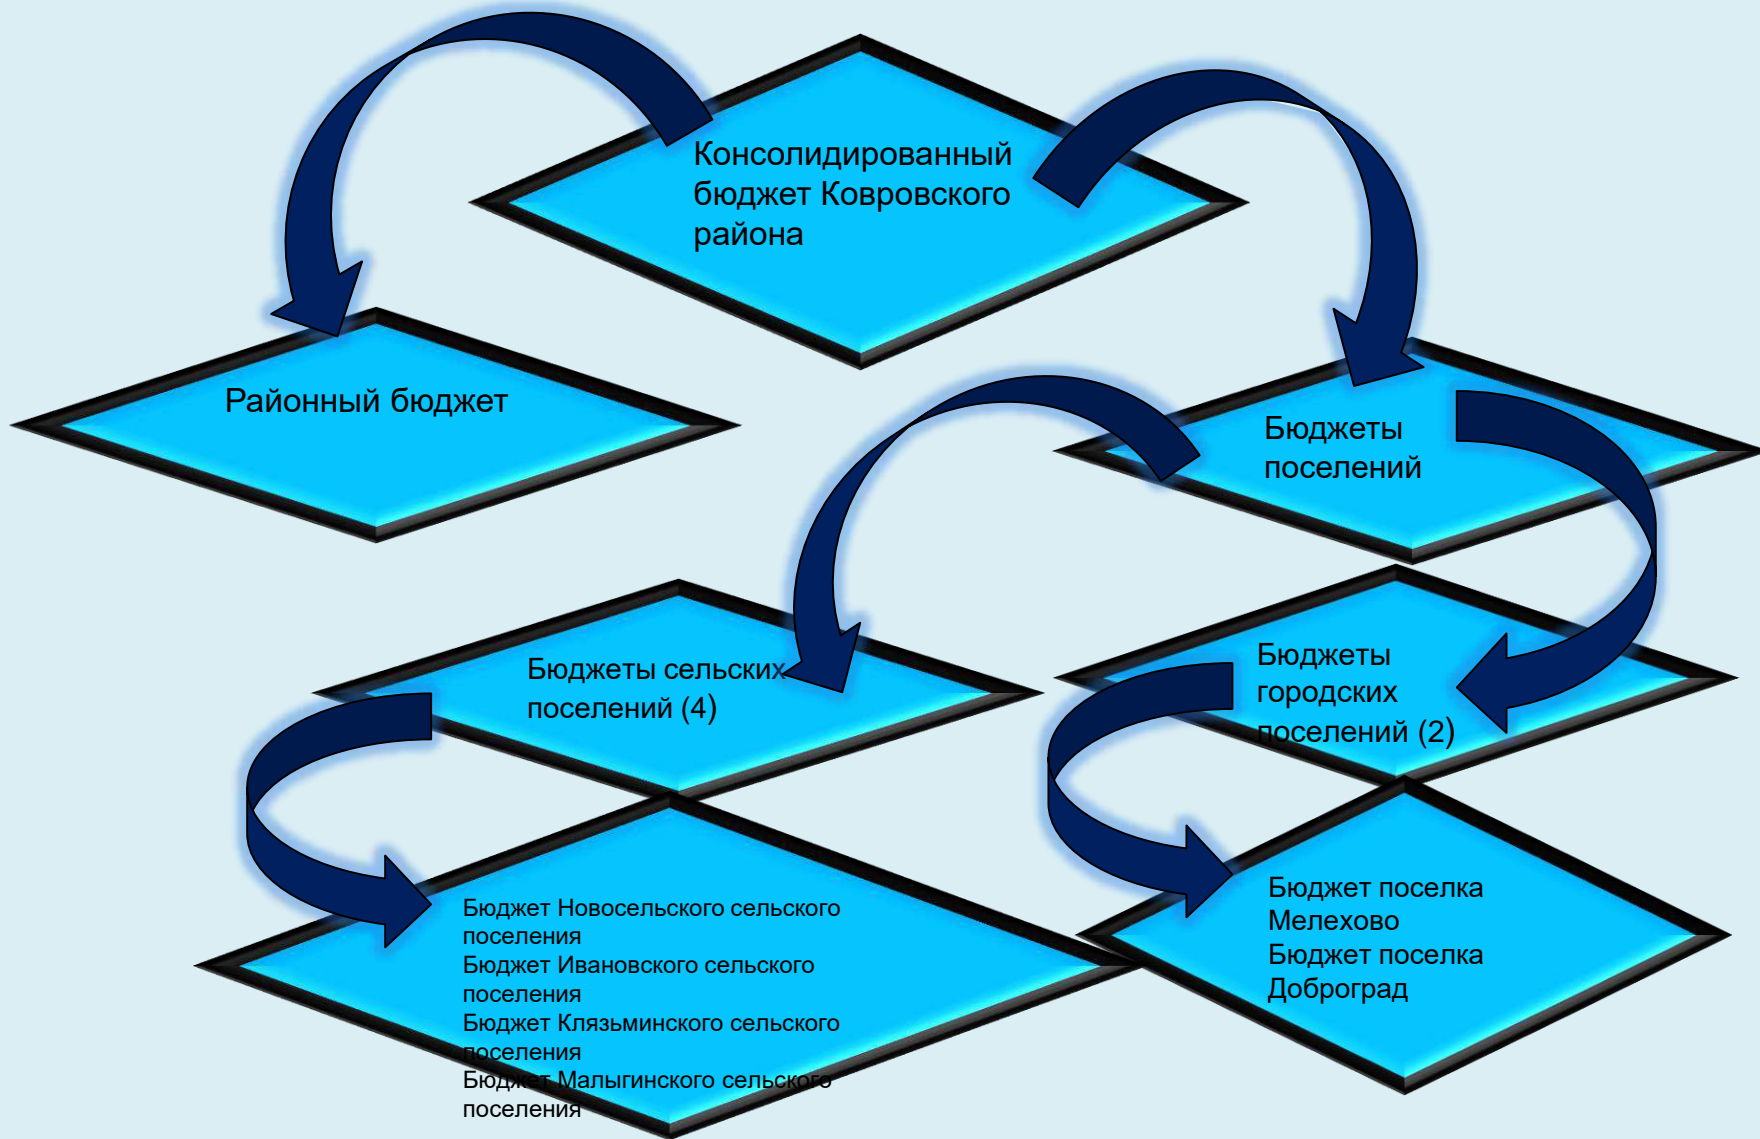 Консолидированный
бюджет Ковровского
района
Районный бюджет
Бюджеты
поселений
Бюджеты сельских
поселений (4)
Бюджеты
городских
поселений (2)
Бюджет Новосельского сельского
поселения
Бюджет Ивановского сельского
поселения
Бюджет Клязьминского сельского
поселения
Бюджет Малыгинского сельского
поселения
Бюджет поселка
Мелехово
Бюджет поселка
Доброград